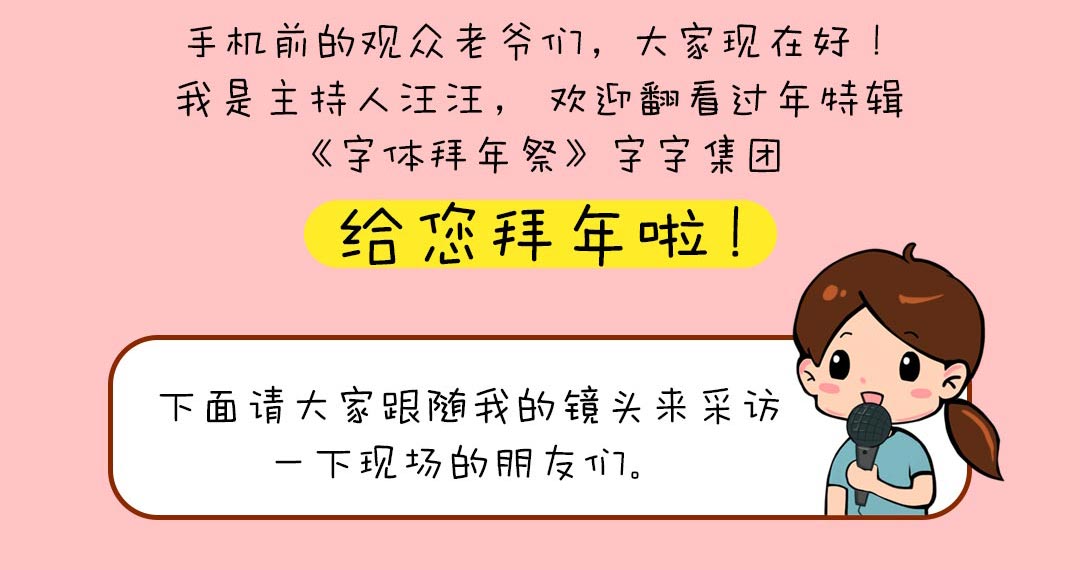 手机前的观众老爷们，大家现在好！
我是主持人汪汪， 欢迎翻看过年特辑
《字体拜年祭》字字集团
给您拜年啦！
下面请大家跟随我的镜头来采访
一下现场的朋友们。